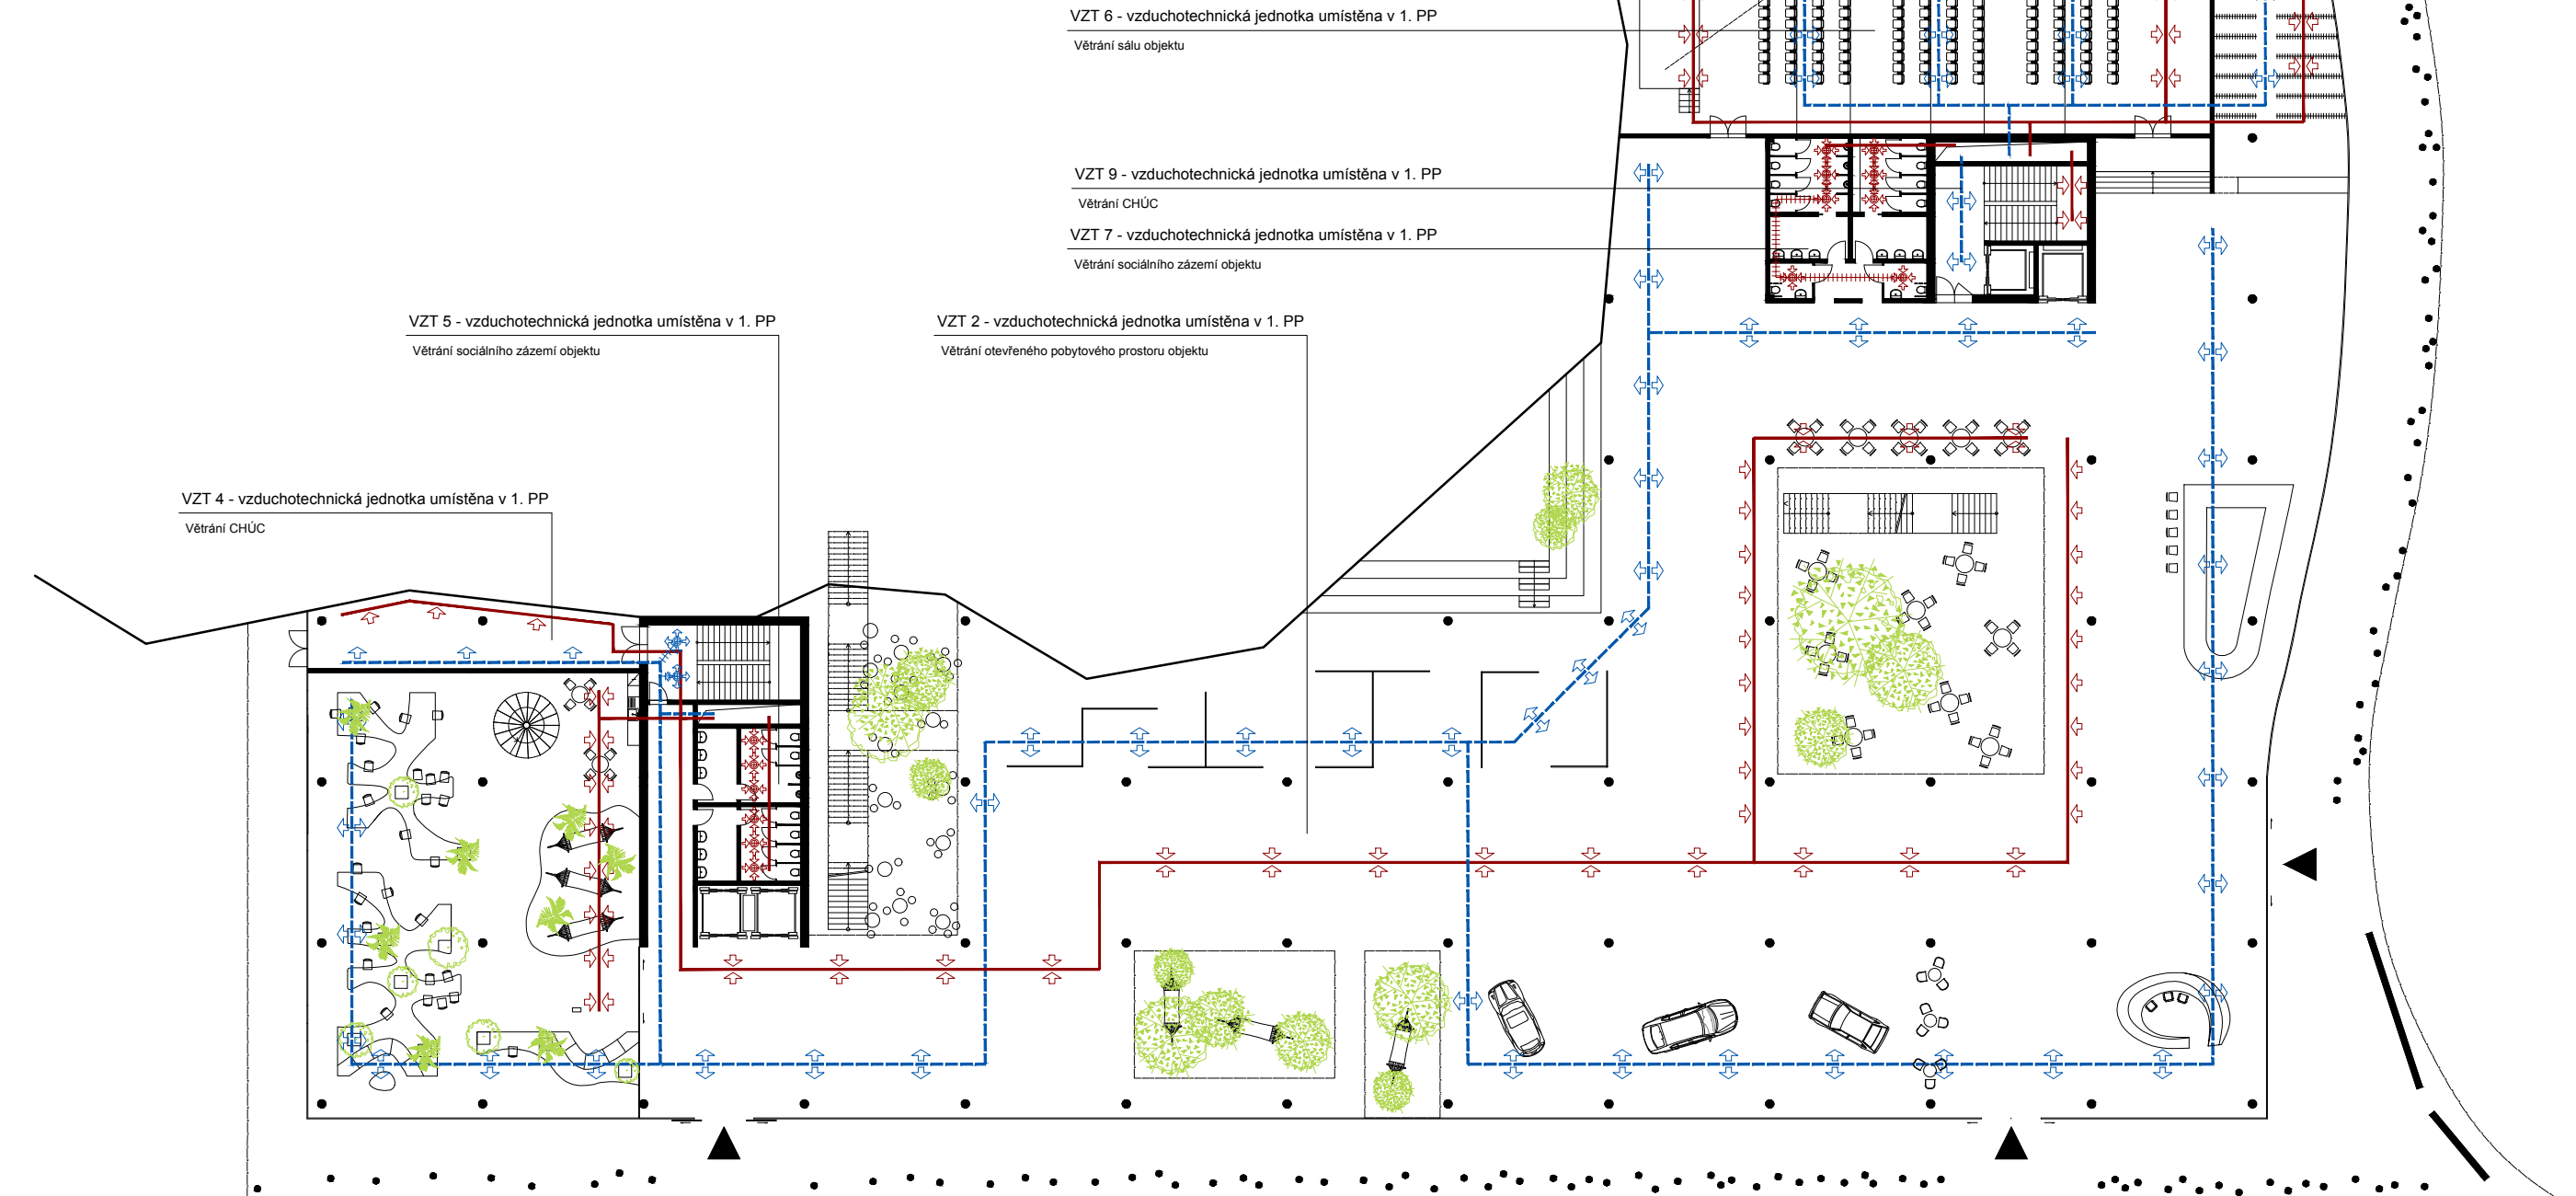 VZT 6 - vzduchotechnická jednotka umístěna v 1. PP
Větrání sálu objektu
VZT 9 - vzduchotechnická jednotka umístěna v 1. PP
Větrání CHÚC
VZT 7 - vzduchotechnická jednotka umístěna v 1. PP
Větrání sociálního zázemí objektu
VZT 5 - vzduchotechnická jednotka umístěna v 1. PP
Větrání sociálního zázemí objektu
VZT 2 - vzduchotechnická jednotka umístěna v 1. PP
Větrání otevřeného pobytového prostoru objektu
VZT 4 - vzduchotechnická jednotka umístěna v 1. PP
Větrání CHÚC